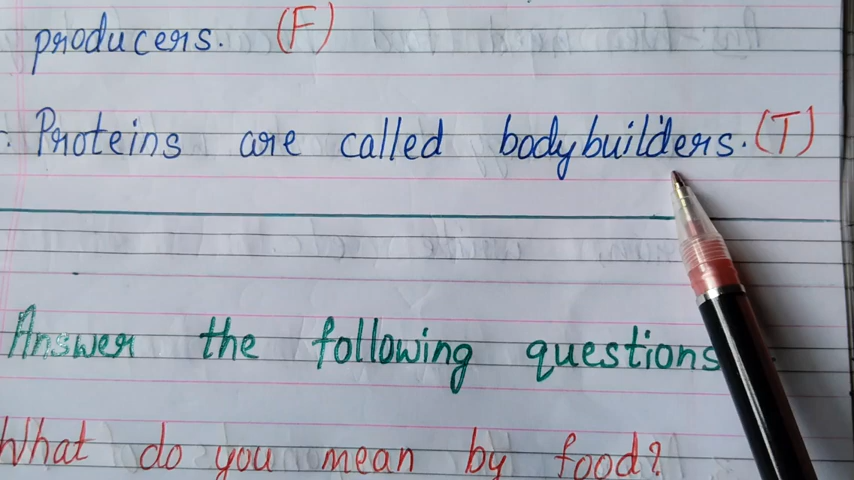 producers. (F)
. Proteins are called bodybuilders. (T)
Answer the following questions
What do you mean by food?